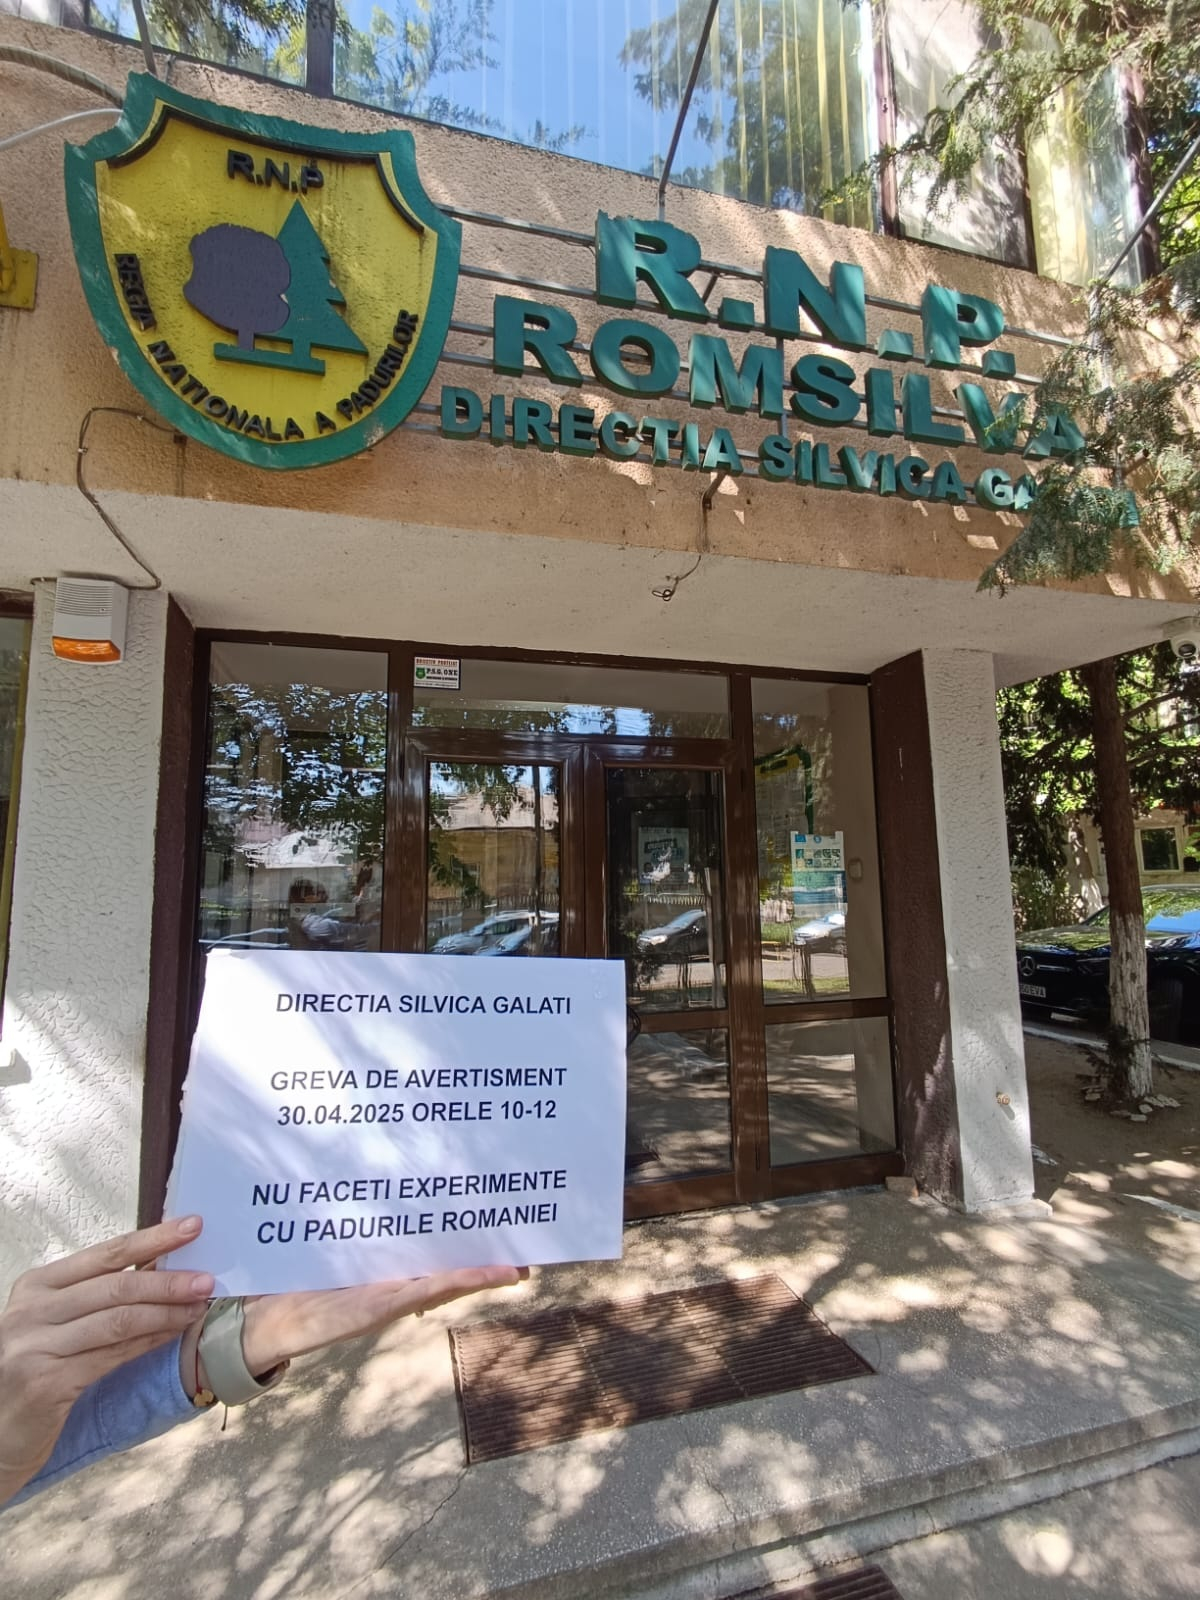 R.N.P
REGIA NATIONALA A PADURILOR
R.N.P.
ROMSILVA
DIRECTIA SILVICA
P.S.G. ONE
DIRECTIA SILVICA GALATI
GREVA DE AVERTISMENT
30.04.2025 ORELE 10-12
NU FACETI EXPERIMENTE
CU PADURILE ROMANIEI